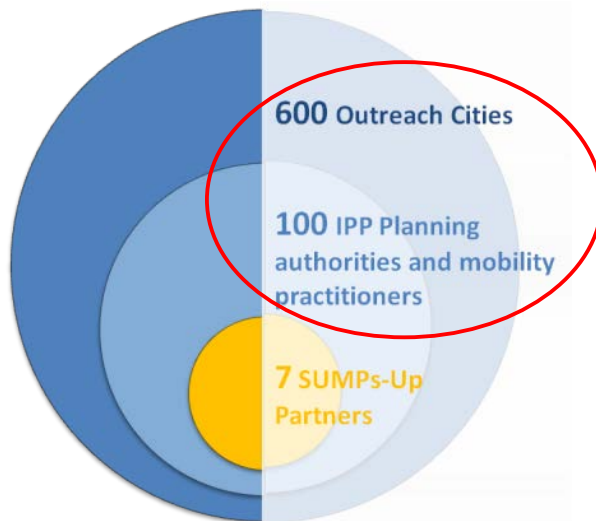 600 Outreach Cities
100 IPP Planning
authorities and mobility
practitioners
7 SUMPs-Up
Partners